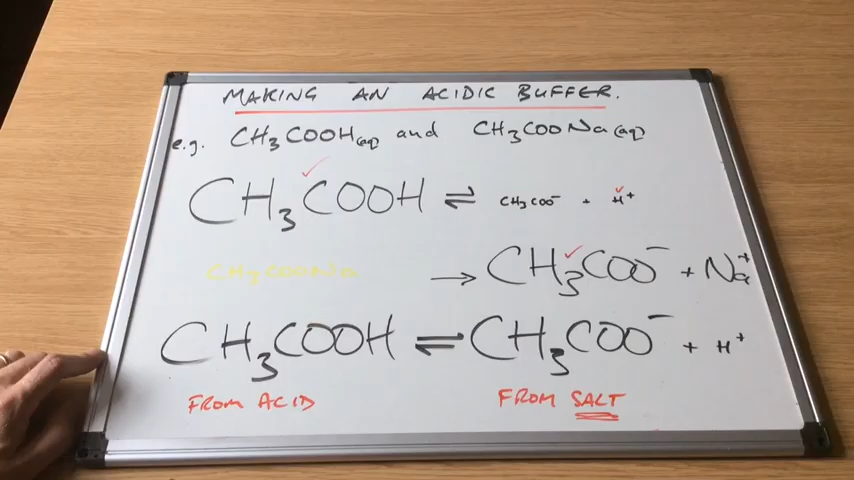 MAKING AN ACIDIC BUFFER.
e.g. CH₃COOH(aq) and CH₃COONa(aq)
CH₃COOH ⇌ CH₃COO⁻ + H⁺
CH₃COONa → CH₃COO⁻ + Na⁺
CH₃COOH ⇌ CH₃COO⁻ + H⁺
FROM ACID FROM SALT